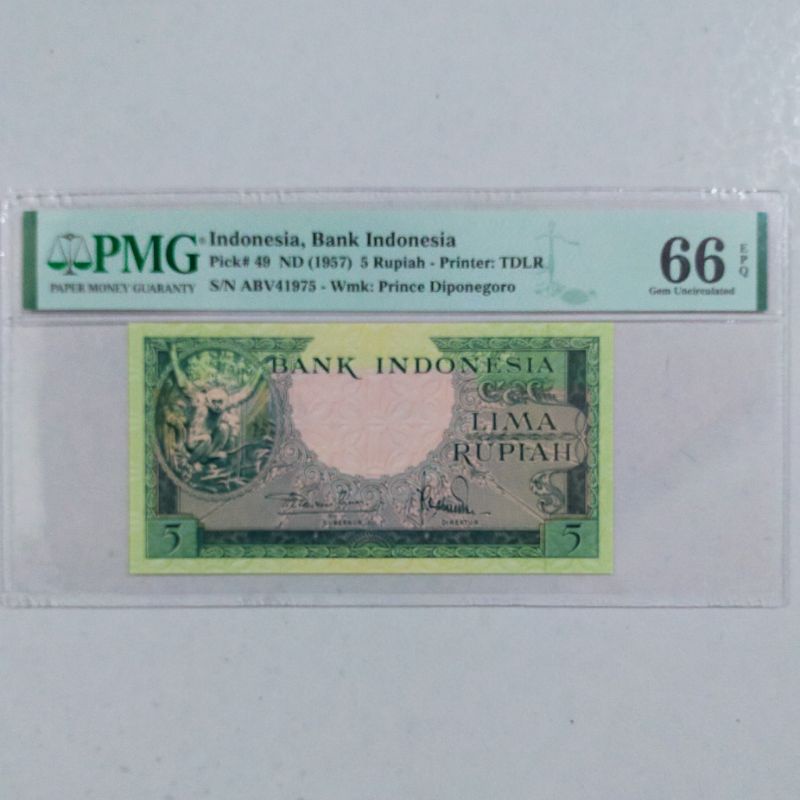 PMG®
PAPER MONEY GUARANTY
Indonesia, Bank Indonesia
Pick# 49 ND (1957) 5 Rupiah - Printer: TDLR
S/N ABV41975 - Wmk: Prince Diponegoro
66 EPQ
Gem Uncirculated
BANK INDONESIA
LIMA
RUPIAH
GUBERNUR
DIREKTUR
5
5